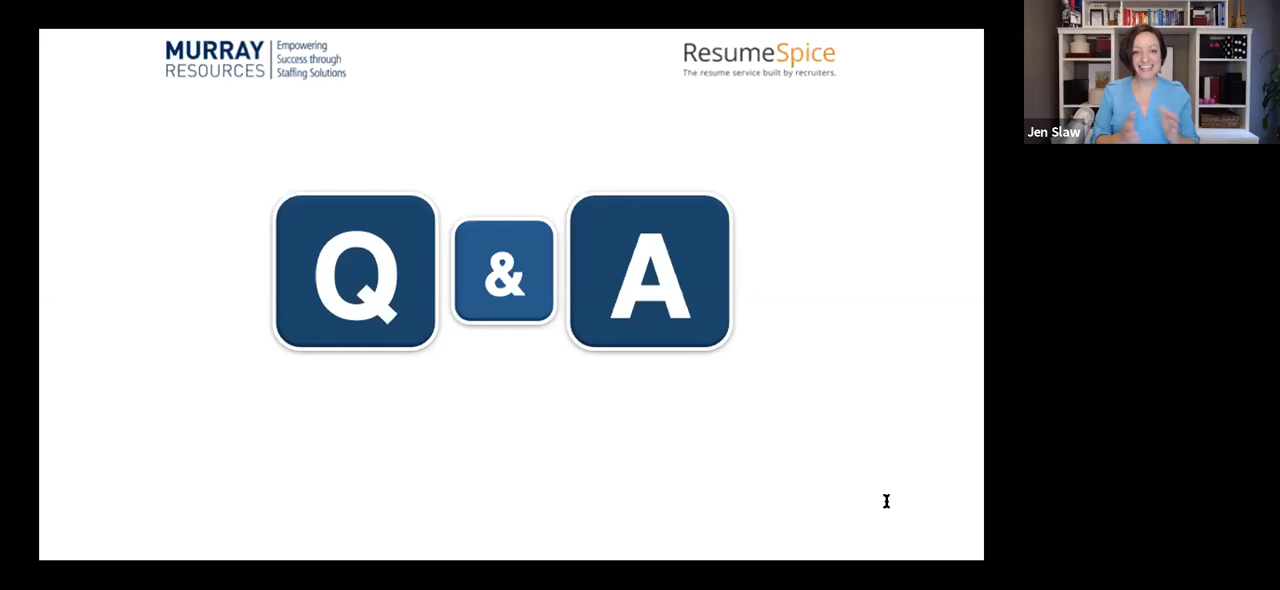 MURRAY
RESOURCES
Empowering
Success through
Staffing Solutions
ResumeSpice
The resume service built by recruiters.
Jen Slaw
Q & A